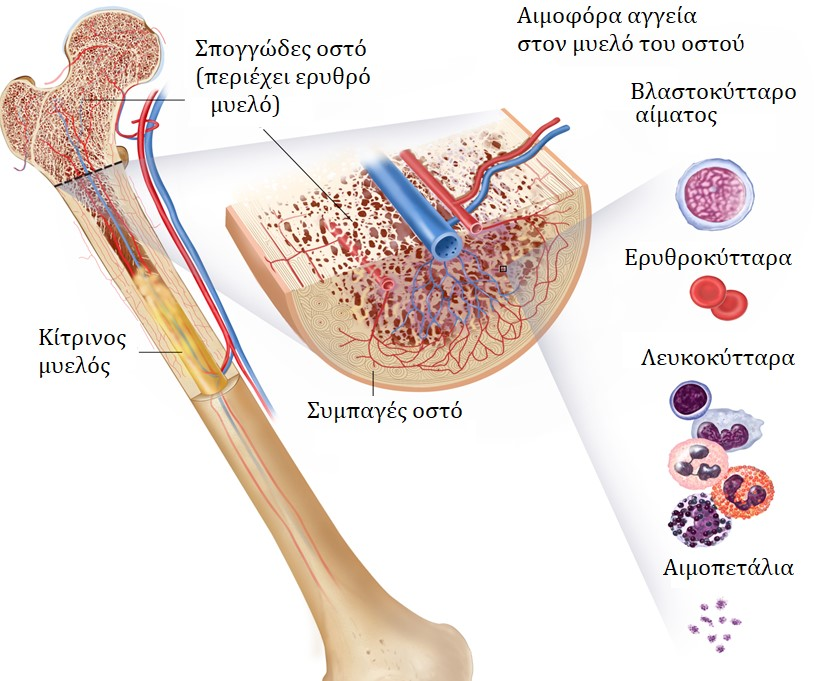 Αιμοφόρα αγγεία
στον μυελό του οστού
Σπογγώδες οστό
(περιέχει ερυθρό
μυελό)
Βλαστοκύτταρο
αίματος
Ερυθροκύτταρα
Κίτρινος
μυελός
Λευκοκύτταρα
Συμπαγές οστό
Αιμοπετάλια